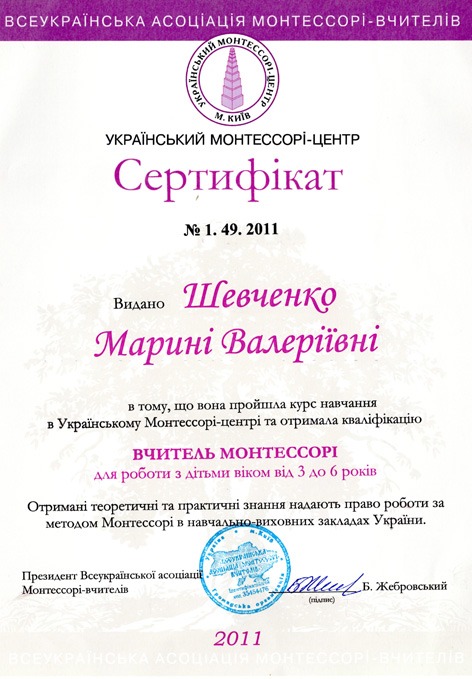 ВСЕУКРАЇНСЬКА АСОЦІАЦІЯ МОНТЕССОРІ-ВЧИТЕЛІВ
УКРАЇНСЬКИЙ МОНТЕССОРІ-ЦЕНТР
М. КИЇВ
УКРАЇНСЬКИЙ МОНТЕССОРІ-ЦЕНТР
Сертифікат
№ 1. 49. 2011
Видано Шевченко
Марині Валеріївні
в тому, що вона пройшла курс навчання
в Українському Монтессорі-центрі та отримала кваліфікацію
ВЧИТЕЛЬ МОНТЕССОРІ
для роботи з дітьми віком від 3 до 6 років
Отримані теоретичні та практичні знання надають право роботи за
методом Монтессорі в навчально-виховних закладах України.
Президент Всеукраїнської асоціації
Монтессорі-вчителів
Б. Жебровський
(підпис)
2011
ВСЕУКРАЇНСЬКА АСОЦІАЦІЯ МОНТЕССОРІ-ВЧИТЕЛІВ